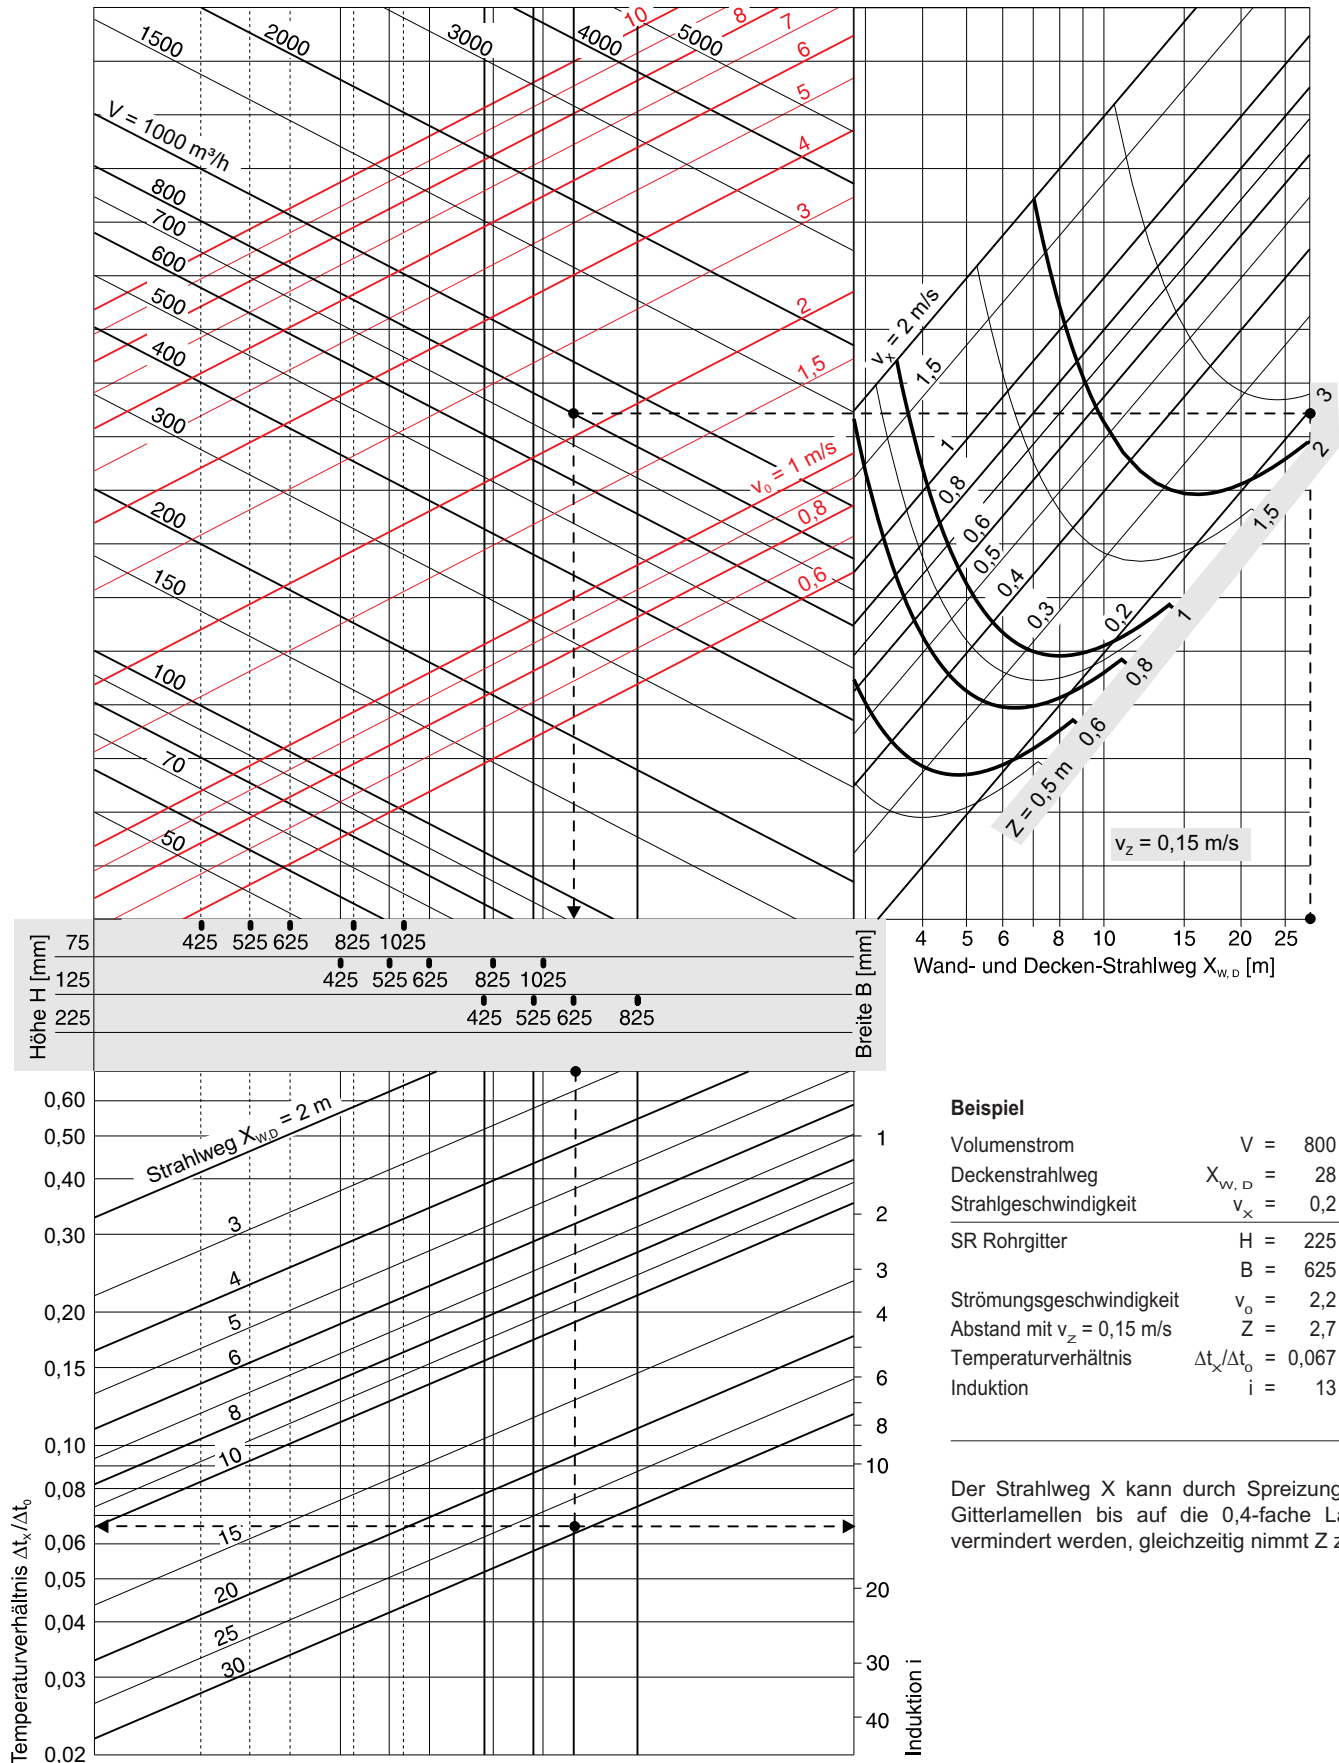 1500
2000
3000
4000
5000
10
8
7
6
5
4
3
2
1,5
v₀ = 1 m/s
0,8
0,6
V = 1000 m³/h
800
700
600
500
400
300
200
150
100
70
50
vₓ = 2 m/s
1,5
1
0,8
0,6
0,5
0,4
0,3
0,2
3
2
1,5
1
0,8
0,6
Z = 0,5 m
v_Z = 0,15 m/s
4 5 6 8 10 15 20 25
Wand- und Decken-Strahlweg X_W, D [m]
Höhe H [mm]
Breite B [mm]
75 425 525 625 825 1025
125 425 525 625 825 1025
225 425 525 625 825
0,60
0,50
0,40
0,30
0,20
0,15
0,10
0,08
0,06
0,05
0,04
0,03
0,02
Temperaturverhältnis Δtₓ/Δt₀
Strahlweg X_W,D = 2 m
3
4
5
6
8
10
15
20
25
30
1
2
3
4
6
8
10
20
30
40
Induktion i
Beispiel
Volumenstrom V = 800
Deckenstrahlweg X_W, D = 28
Strahlgeschwindigkeit vₓ = 0,2
SR Rohrgitter H = 225
B = 625
Strömungsgeschwindigkeit v₀ = 2,2
Abstand mit v_Z = 0,15 m/s Z = 2,7
Temperaturverhältnis Δtₓ/Δt₀ = 0,067
Induktion i = 13
Der Strahlweg X kann durch Spreizung
Gitterlamellen bis auf die 0,4-fache Lä
vermindert werden, gleichzeitig nimmt Z z